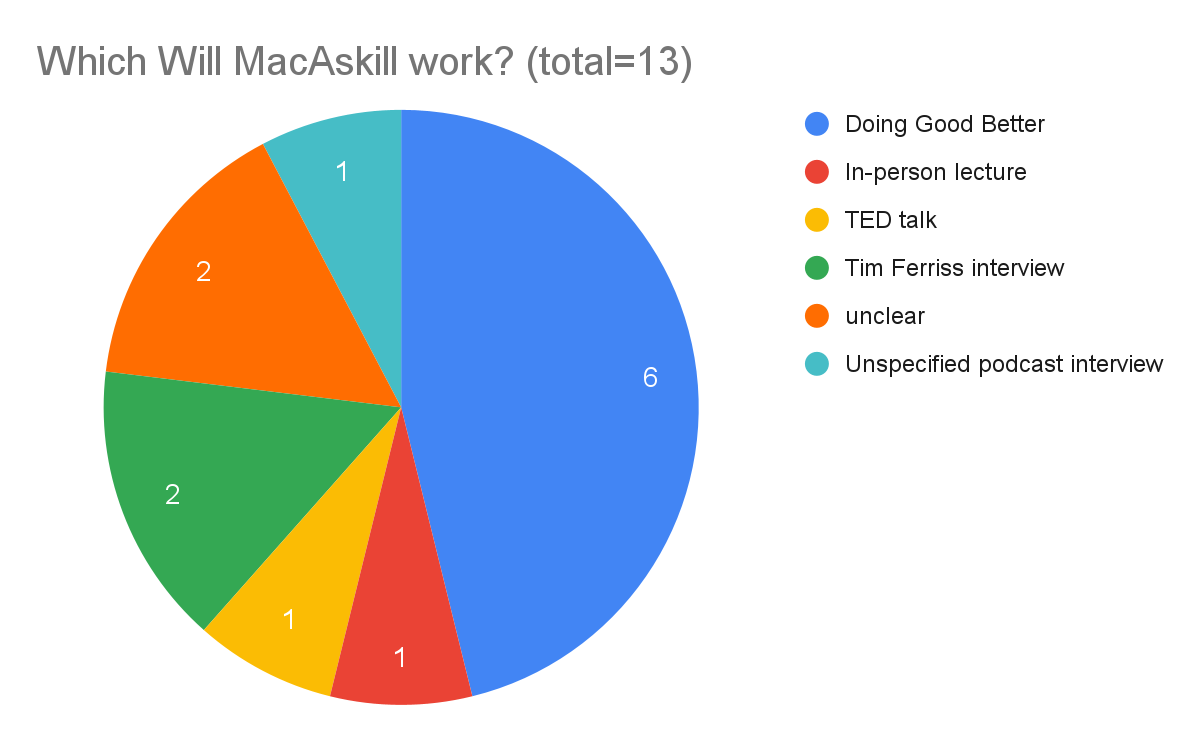 Which Will MacAskill work? (total=13)
Doing Good Better
In-person lecture
TED talk
Tim Ferriss interview
unclear
Unspecified podcast interview
1
2
6
2
1
1